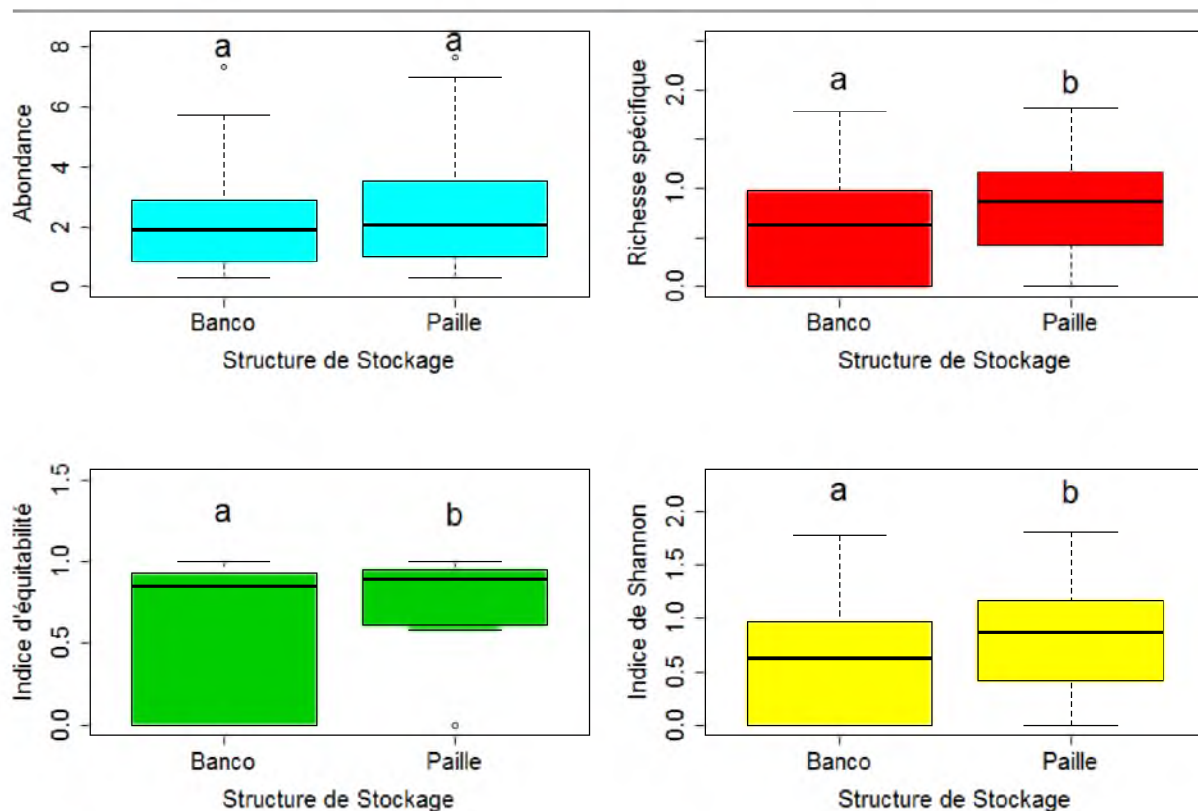 Abondance
8
6
4
2
0
a
a
Banco
Paille
Structure de Stockage
Richesse spécifique
2.0
1.0
0.0
a
b
Banco
Paille
Structure de Stockage
Indice d'équitabilité
1.5
1.0
0.5
0.0
a
b
Banco
Paille
Structure de Stockage
Indice de Shannon
2.0
1.5
1.0
0.5
0.0
a
b
Banco
Paille
Structure de Stockage